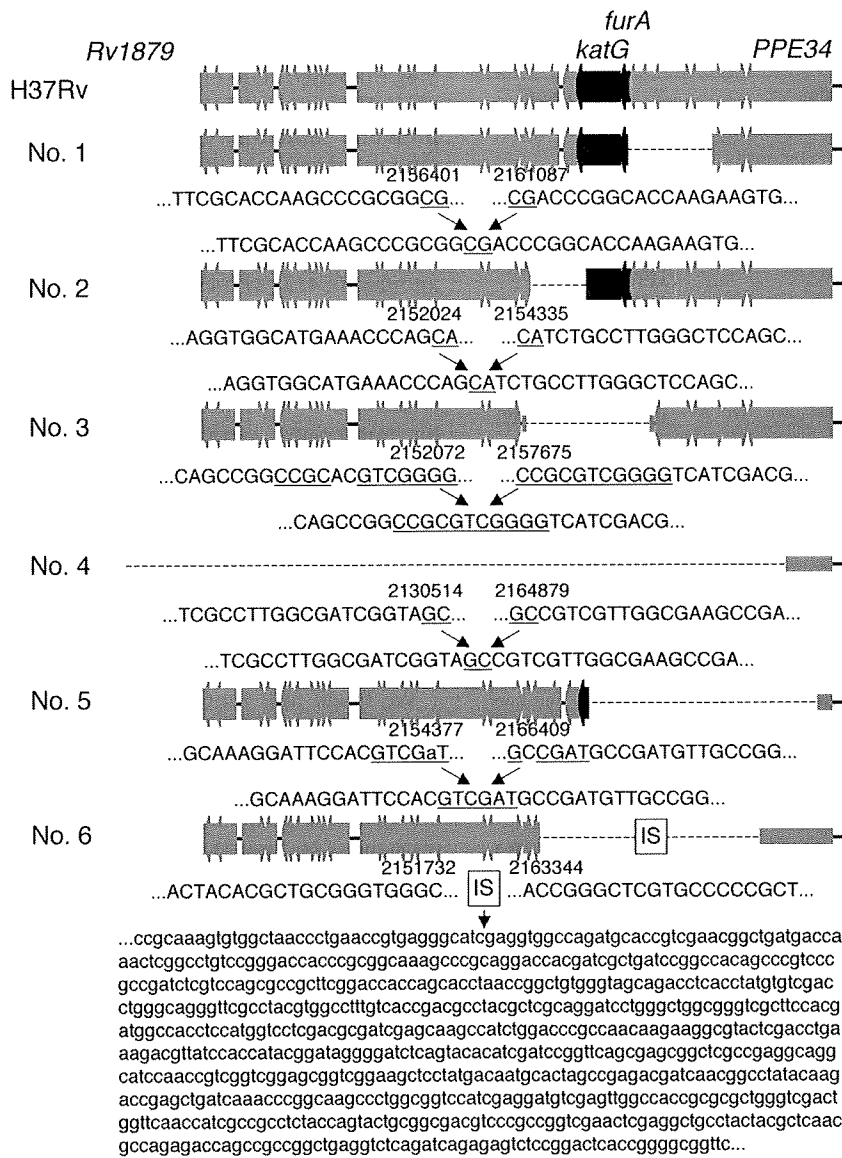 furA
Rv1879 katG PPE34
H37Rv
No. 1
2156401 2161087
...TTCGCACCAAGCCCGCGGCG... ...CGACCCGGCACCAAGAAGTG...
...TTCGCACCAAGCCCGCGGCGACCCGGCACCAAGAAGTG...
No. 2
2152024 2154335
...AGGTGGCATGAAACCCAGCA... ...CATCTGCCTTGGGCTCCAGC...
...AGGTGGCATGAAACCCAGCATCTGCCTTGGGCTCCAGC...
No. 3
2152072 2157675
...CAGCCGGCCGCACGTCGGGG... ...CCGCGTCGGGGTCATCGACG...
...CAGCCGGCCGCGTCGGGGTCATCGACG...
No. 4
2130514 2164879
...TCGCCTTGGCGATCGGTAGC... ...GCCGTCGTTGGCGAAGCCGA...
...TCGCCTTGGCGATCGGTAGCCGTCGTTGGCGAAGCCGA...
No. 5
2154377 2166409
...GCAAAGGATTCCACGTCGaT... ...GCCGATGCCGATGTTGCCGG...
...GCAAAGGATTCCACGTCGATGCCGATGTTGCCGG...
No. 6
IS
2151732 2163344
...ACTACACGCTGCGGGTGGGC... IS ...ACCGGGCTCGTGCCCCCGCT...
...ccgcaaagtgtggctaaccctgaaccgtgagggcatcgaggtggccagatgcaccgtcgaacggctgatgacca
aactcggcctgtccgggaccacccgcggcaaagcccgcaggaccacgatcgctgatccggccacagcccgtccc
gccgatctcgtccagcgccgcttcggaccaccagcacctaaccggctgtgggtagcagacctcacctatgtgtcgac
ctgggcagggttcgcctacgtggcctttgtcaccgacgcctacgctcgcaggatcctgggctggcgggtcgcttccacg
atggccacctccatggtcctcgacgcgatcgagcaagccatctggacccgccaacaagaaggcgtactcgacctga
aagacgttatccaccatacggataggggatctcagtacacatcgatccggttcagcgagcggctcgccgaggcagg
catccaaccgtcggtcggagcggtcggaagctcctatgacaatgcactagccgagacgatcaacggcctatacaag
accgagctgatcaaacccggcaagccctggcggtccatcgaggatgtcgagttggccaccgcgcgctgggtcgact
ggttcaaccatcgccgcctctaccagtactgcggcgacgtcccgccggtcgaactcgaggctgcctactacgctcaac
gccagagaccagccgccggctgaggtctcagatcagagagtctccggactcaccggggcggttc...